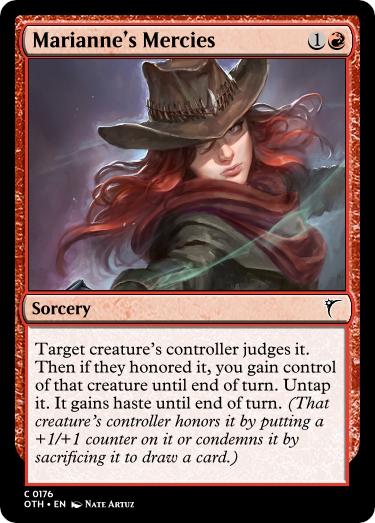 Marianne's Mercies 1
Sorcery
Target creature's controller judges it.
Then if they honored it, you gain control
of that creature until end of turn. Untap
it. It gains haste until end of turn. (That
creature's controller honors it by putting a
+1/+1 counter on it or condemns it by
sacrificing it to draw a card.)
C 0176
OTH • EN Nate Artuz